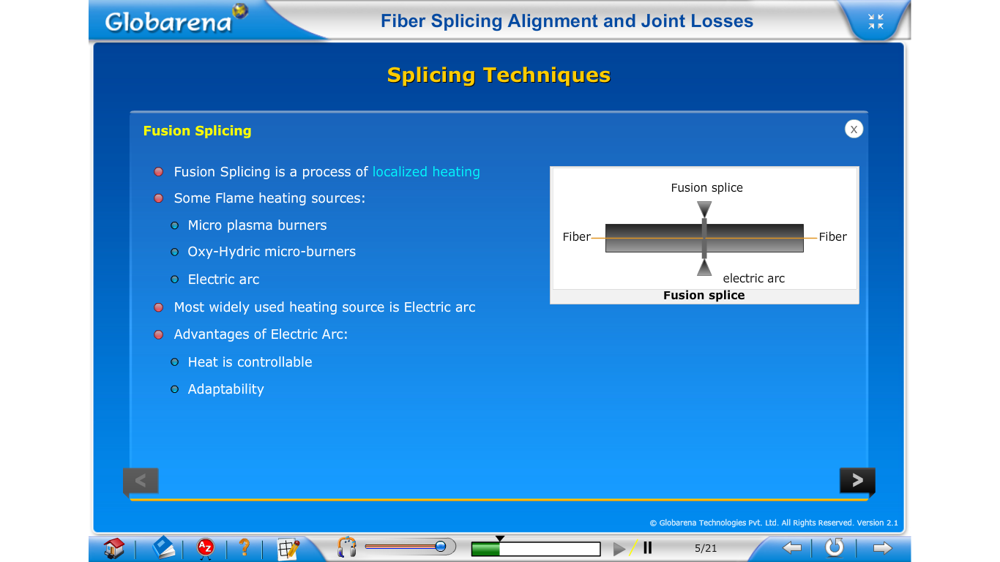 Globarena
Fiber Splicing Alignment and Joint Losses
Splicing Techniques
Fusion Splicing
X
Fusion Splicing is a process of localized heating
Some Flame heating sources:
Micro plasma burners
Oxy-Hydric micro-burners
Electric arc
Most widely used heating source is Electric arc
Advantages of Electric Arc:
Heat is controllable
Adaptability
Fusion splice
Fiber
Fiber
electric arc
Fusion splice
<
>
© Globarena Technologies Pvt. Ltd. All Rights Reserved. Version 2.1
AZ
?
5/21